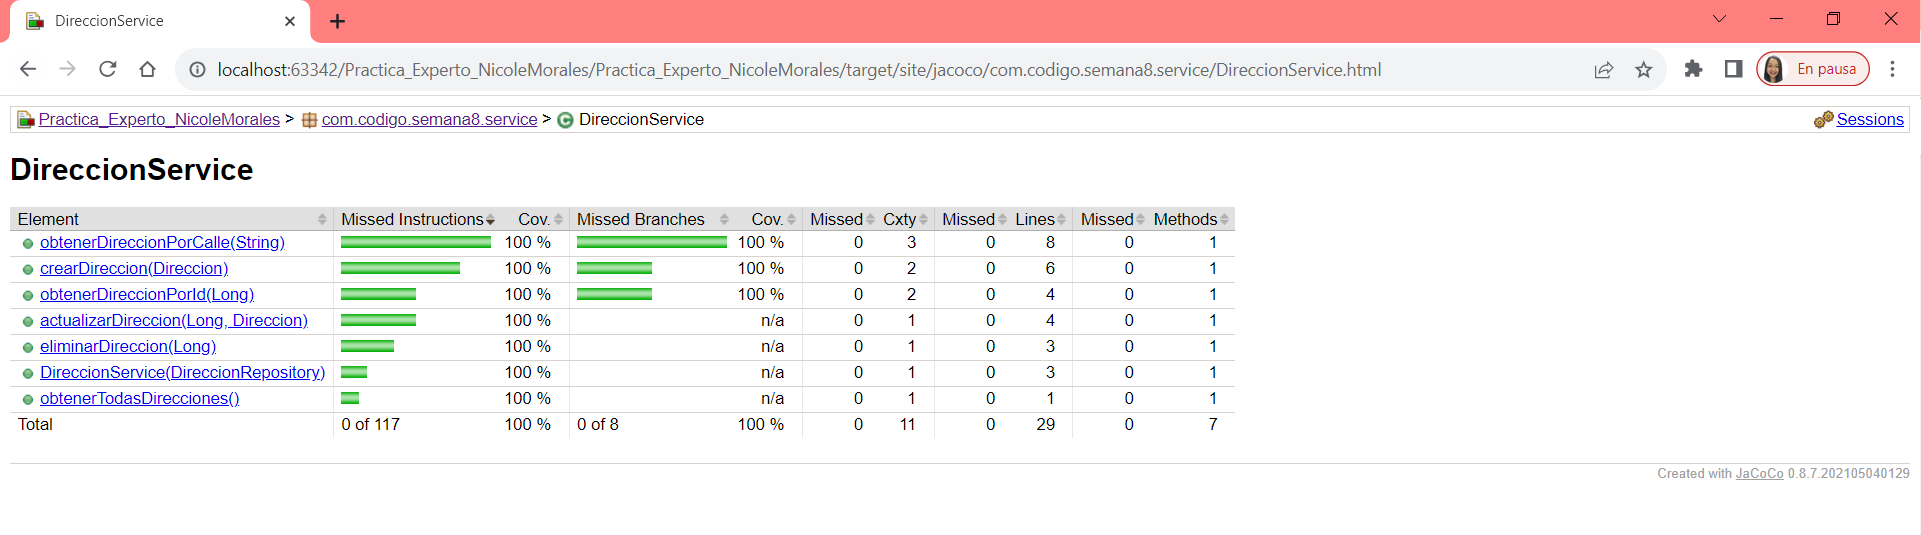 DireccionService
localhost:63342/Practica_Experto_NicoleMorales/Practica_Experto_NicoleMorales/target/site/jacoco/com.codigo.semana8.service/DireccionService.html
En pausa
Practica_Experto_NicoleMorales > com.codigo.semana8.service > DireccionService
Sessions
DireccionService
Element Missed Instructions Cov. Missed Branches Cov. Missed Cxty Missed Lines Missed Methods
obtenerDireccionPorCalle(String) 100 % 100 % 0 3 0 8 0 1
crearDireccion(Direccion) 100 % 100 % 0 2 0 6 0 1
obtenerDireccionPorId(Long) 100 % 100 % 0 2 0 4 0 1
actualizarDireccion(Long, Direccion) 100 % n/a 0 1 0 4 0 1
eliminarDireccion(Long) 100 % n/a 0 1 0 3 0 1
DireccionService(DireccionRepository) 100 % n/a 0 1 0 3 0 1
obtenerTodasDirecciones() 100 % n/a 0 1 0 1 0 1
Total 0 of 117 100 % 0 of 8 100 % 0 11 0 29 0 7
Created with JaCoCo 0.8.7.202105040129